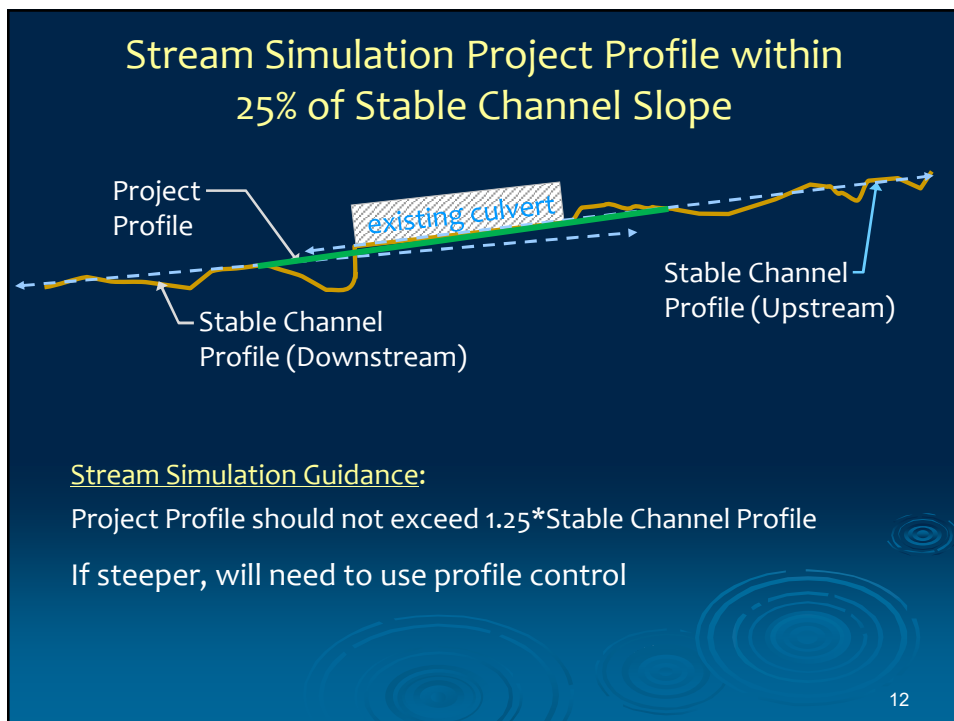 Stream Simulation Project Profile within
25% of Stable Channel Slope
Project
Profile
existing culvert
Stable Channel
Profile (Upstream)
Stable Channel
Profile (Downstream)
Stream Simulation Guidance:
Project Profile should not exceed 1.25*Stable Channel Profile
If steeper, will need to use profile control
12